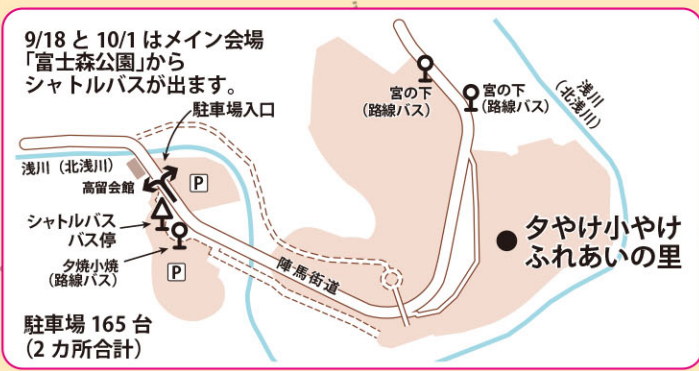 9/18 と 10/1 はメイン会場
「富士森公園」から
シャトルバスが出ます。
駐車場入口
宮の下
(路線バス)
宮の下
(路線バス)
浅川
(北浅川)
浅川(北浅川)
高留会館
P
シャトルバス
バス停
夕焼小焼
(路線バス)
P
陣馬街道
夕やけ小やけ
ふれあいの里
駐車場 165 台
(2 カ所合計)